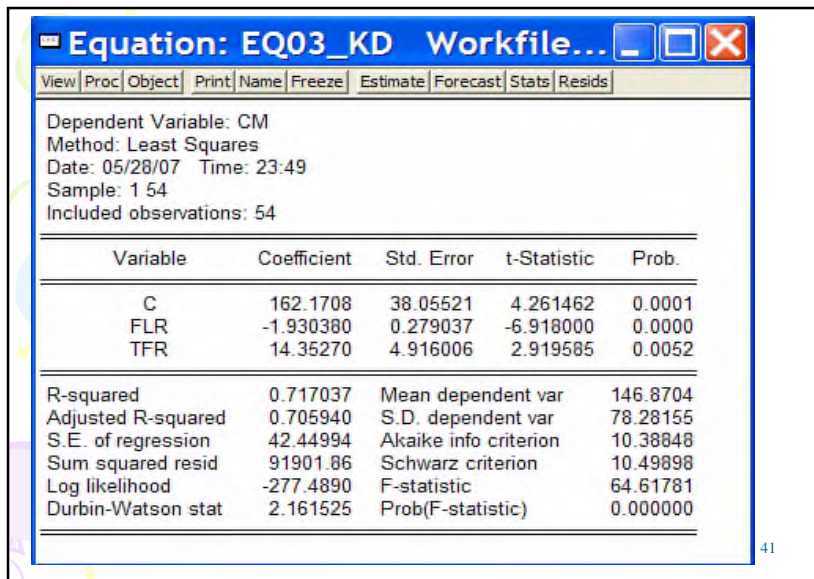 Equation: EQ03_KD Workfile...
View Proc Object Print Name Freeze Estimate Forecast Stats Resids
Dependent Variable: CM
Method: Least Squares
Date: 05/28/07 Time: 23:49
Sample: 1 54
Included observations: 54
Variable Coefficient Std. Error t-Statistic Prob.
C 162.1708 38.05521 4.261462 0.0001
FLR -1.930380 0.279037 -6.918000 0.0000
TFR 14.35270 4.916006 2.919585 0.0052
R-squared 0.717037 Mean dependent var 146.8704
Adjusted R-squared 0.705940 S.D. dependent var 78.28155
S.E. of regression 42.44994 Akaike info criterion 10.38848
Sum squared resid 91901.86 Schwarz criterion 10.49898
Log likelihood -277.4890 F-statistic 64.61781
Durbin-Watson stat 2.161525 Prob(F-statistic) 0.000000
41